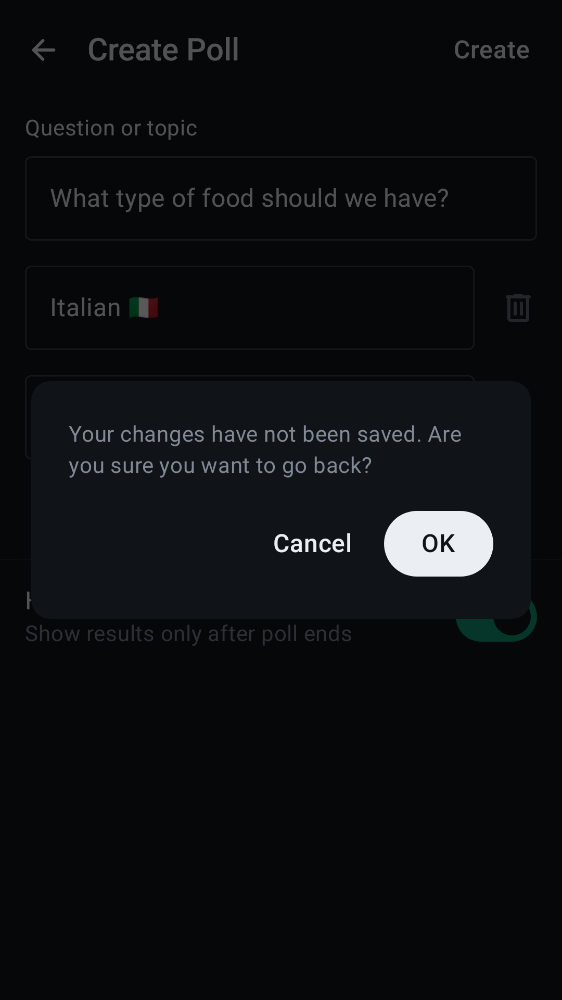 Create Poll
Create
Question or topic
What type of food should we have?
Italian 🇮🇹
Your changes have not been saved. Are
you sure you want to go back?
Cancel
OK
Show results only after poll ends